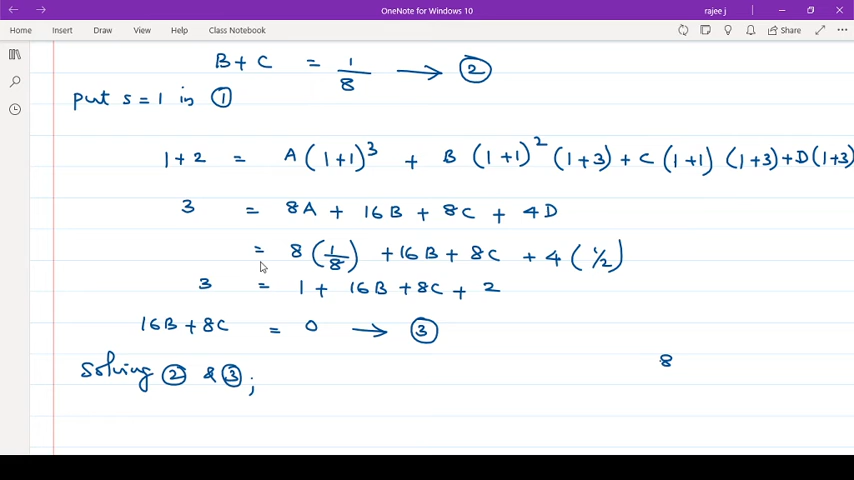 OneNote for Windows 10
rajee j
Home Insert Draw View Help Class Notebook Share
B + C = 1/8 → ②
put s = 1 in ①
1 + 2 = A (1+1)^3 + B (1+1)^2 (1+3) + C (1+1) (1+3) + D (1+3)
3 = 8A + 16B + 8C + 4D
= 8 (1/8) + 16B + 8C + 4 (1/2)
3 = 1 + 16B + 8C + 2
16B + 8C = 0 → ③
8
Solving ② & ③ ;